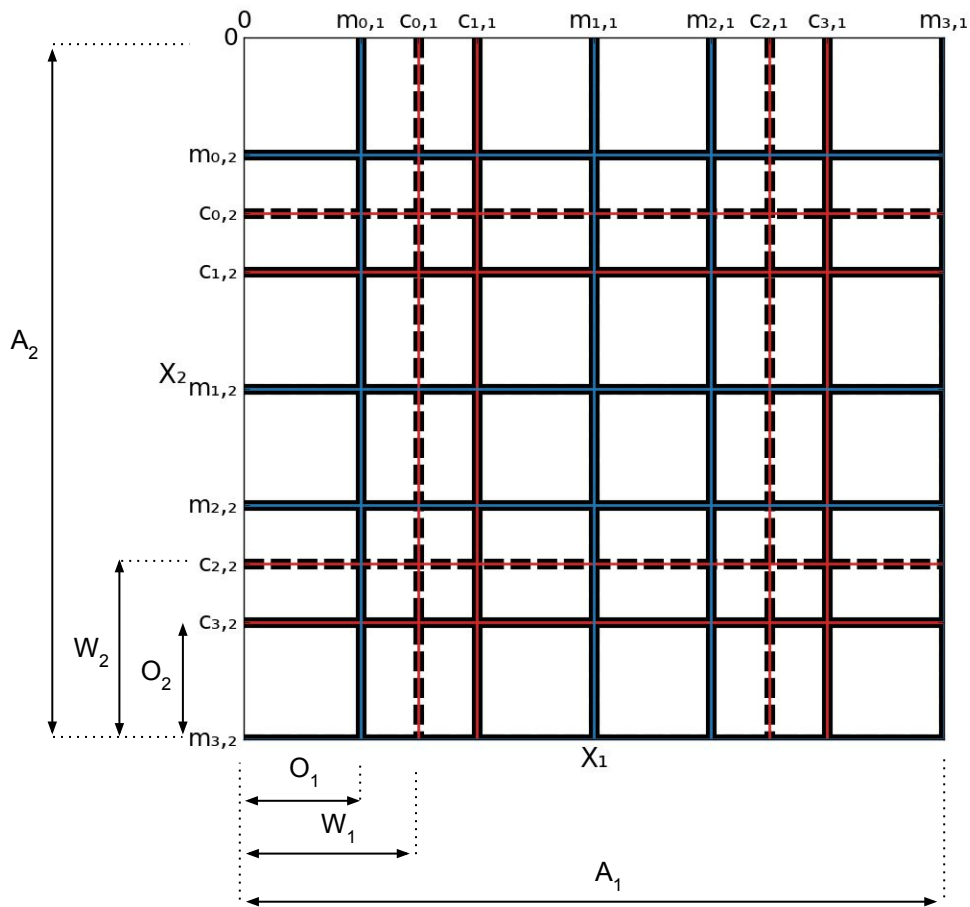 0 m₀,₁ c₀,₁ c₁,₁ m₁,₁ m₂,₁ c₂,₁ c₃,₁ m₃,₁
0
m₀,₂
c₀,₂
c₁,₂
A₂
X₂
m₁,₂
m₂,₂
c₂,₂
c₃,₂
W₂
O₂
m₃,₂
X₁
O₁
W₁
A₁